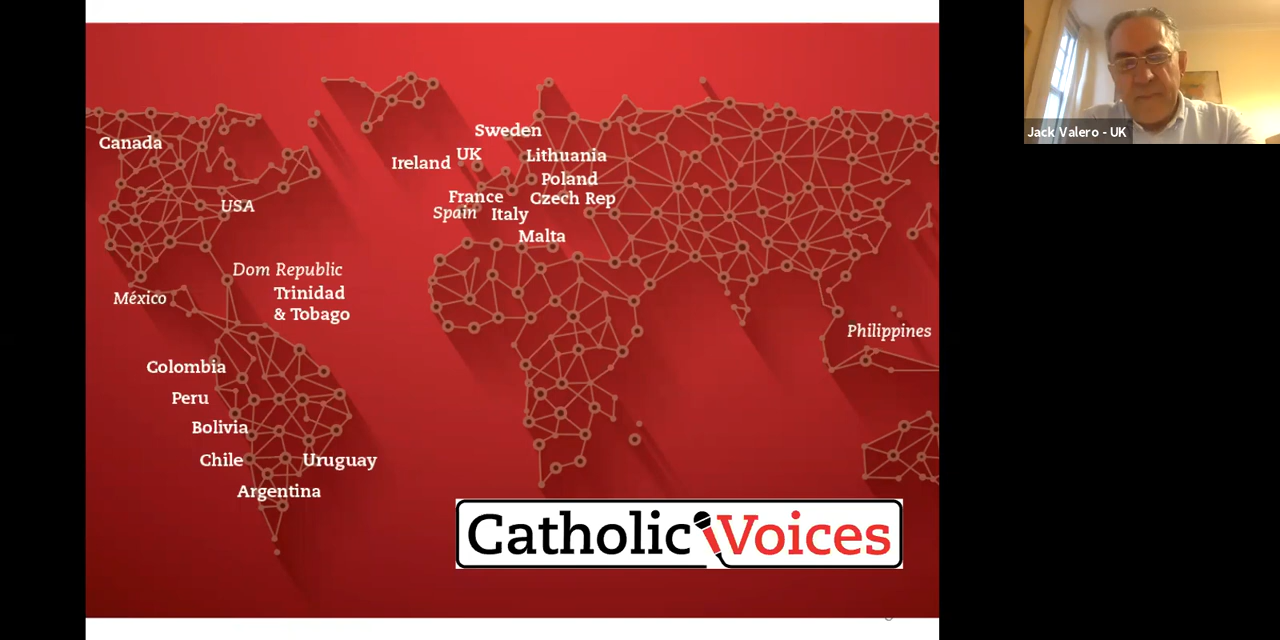 Jack Valero - UK
Canada
Sweden
UK
Ireland
Lithuania
Poland
France
Czech Rep
USA
Spain
Italy
Malta
Dom Republic
México
Trinidad
& Tobago
Philippines
Colombia
Peru
Bolivia
Chile
Uruguay
Argentina
Catholic Voices